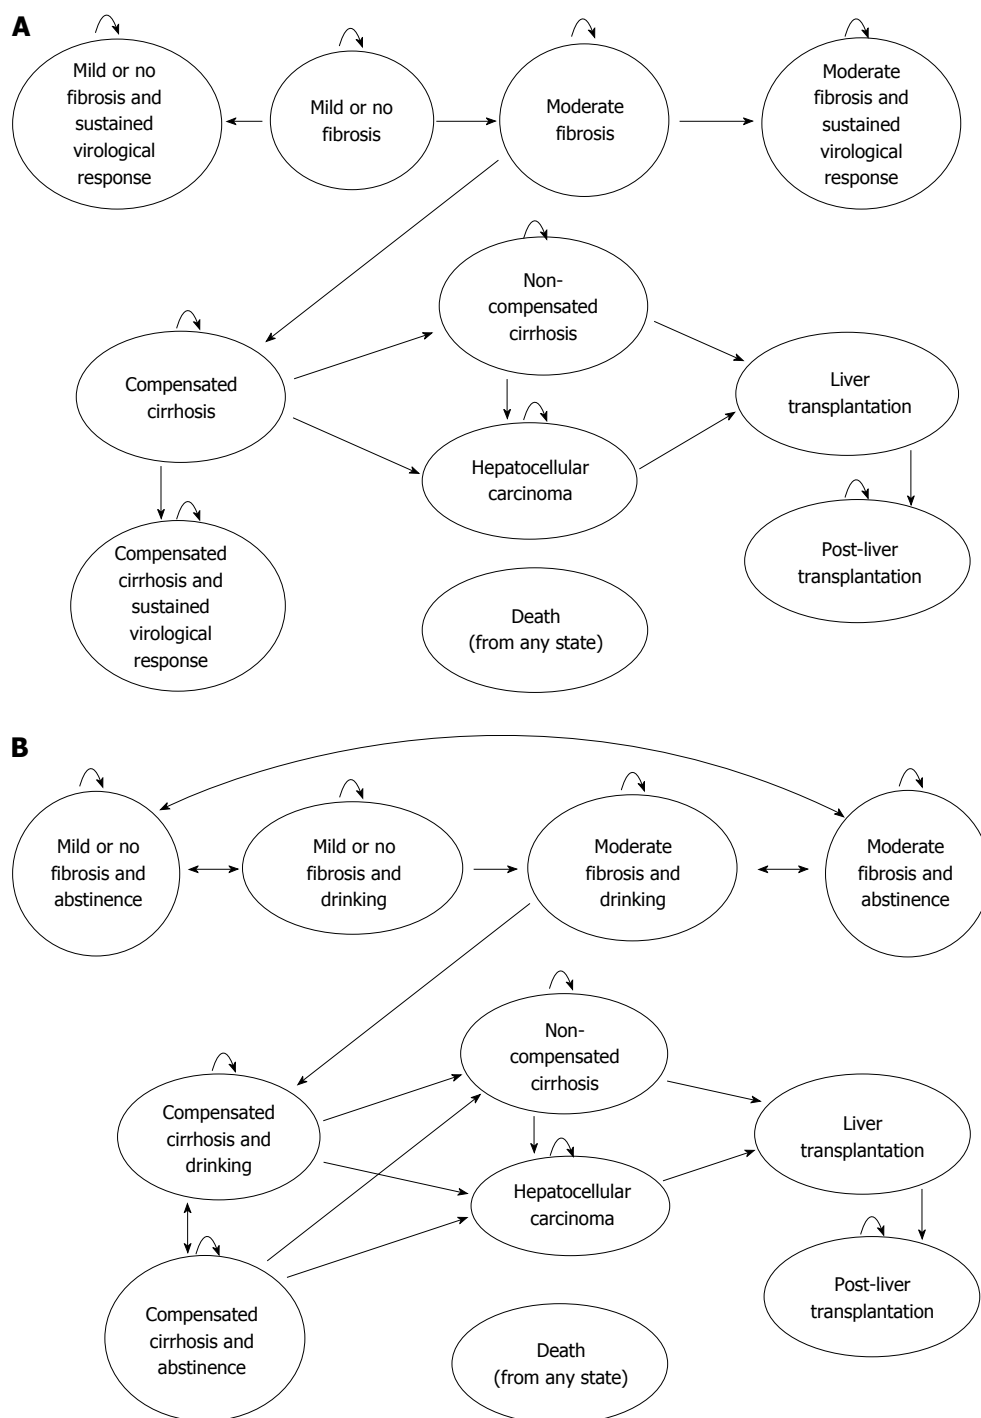 A
Mild or no
fibrosis and
sustained
virological
response
Mild or no
fibrosis
Moderate
fibrosis
Moderate
fibrosis and
sustained
virological
response
Non-
compensated
cirrhosis
Compensated
cirrhosis
Liver
transplantation
Hepatocellular
carcinoma
Compensated
cirrhosis and
sustained
virological
response
Post-liver
transplantation
Death
(from any state)
B
Mild or no
fibrosis and
abstinence
Mild or no
fibrosis and
drinking
Moderate
fibrosis and
drinking
Moderate
fibrosis and
abstinence
Non-
compensated
cirrhosis
Compensated
cirrhosis and
drinking
Liver
transplantation
Hepatocellular
carcinoma
Compensated
cirrhosis and
abstinence
Post-liver
transplantation
Death
(from any state)